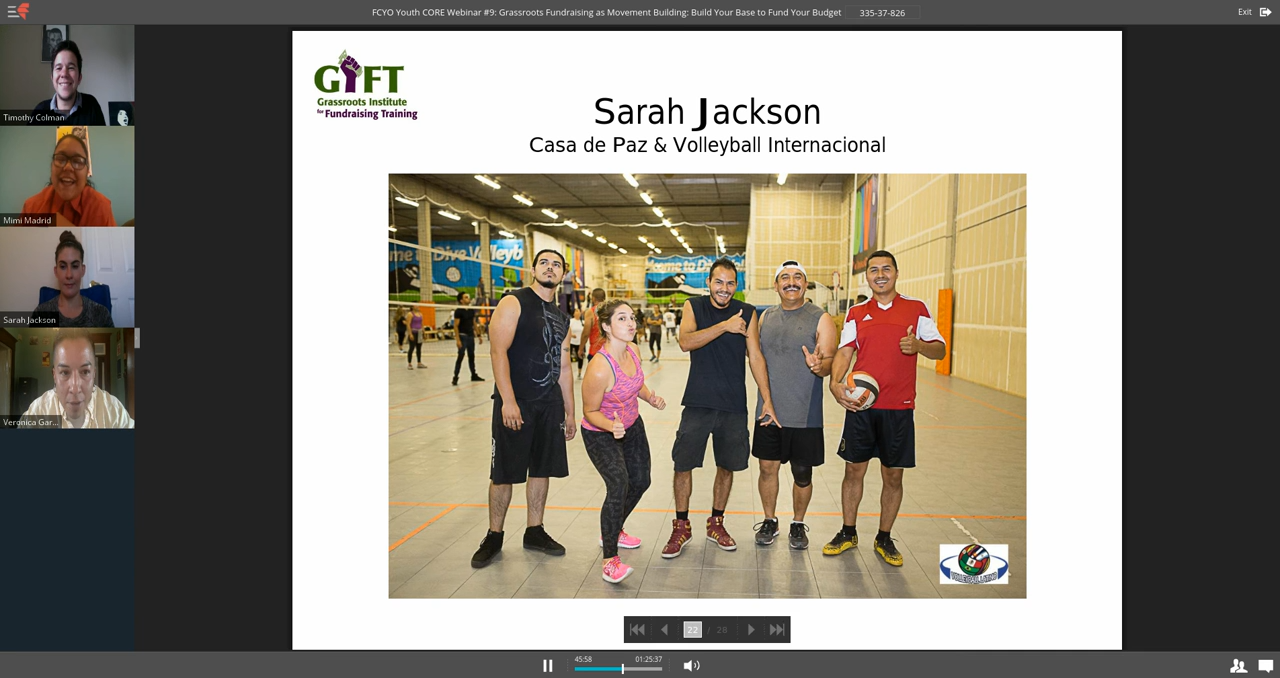 FCYO Youth CORE Webinar #9: Grassroots Fundraising as Movement Building: Build Your Base to Fund Your Budget 335-37-826
Exit
Timothy Colman
Mimi Madrid
Sarah Jackson
Veronica Gar...
GIFT
Grassroots Institute
for Fundraising Training
Sarah Jackson
Casa de Paz & Volleyball Internacional
22 / 28
45:58
01:25:37